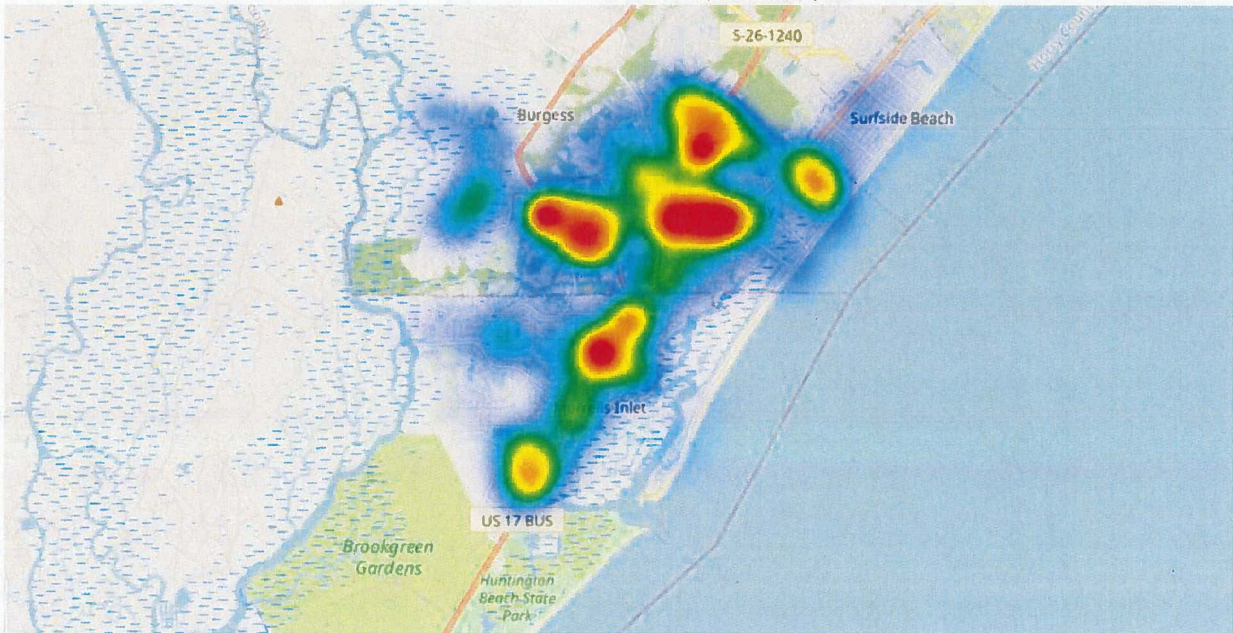 S-26-1240
Burgess
Surfside Beach
Inlet
US 17 BUS
Brookgreen
Gardens
Huntington
Beach State
Park